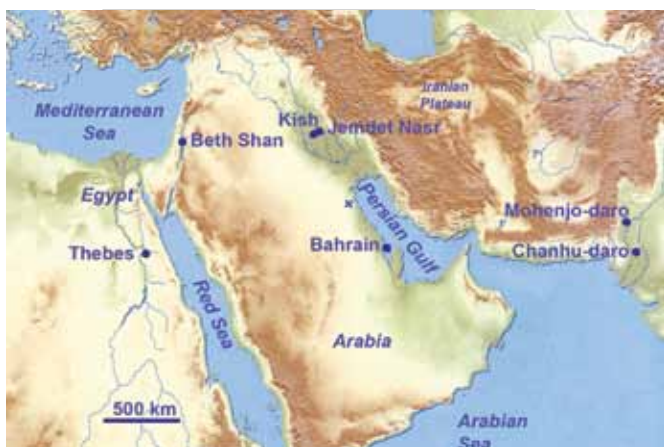 Mediterranean
Sea
Iranian
Plateau
Kish
Jemdet Nasr
Beth Shan
Egypt
Persian Gulf
Mohenjo-daro
Thebes
Bahrain
Chanhu-daro
Red Sea
Arabia
500 km
Arabian
Sea